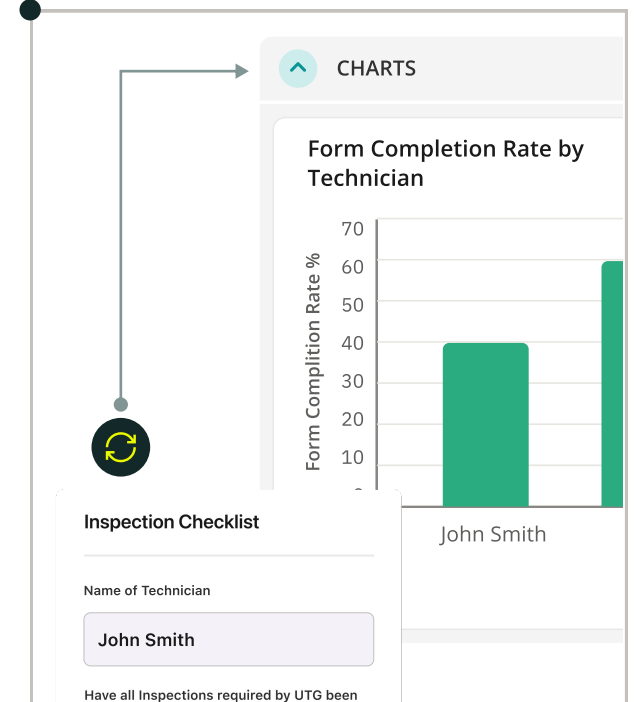 CHARTS
Form Completion Rate by
Technician
Form Complition Rate %
70
60
50
40
30
20
10
John Smith
Inspection Checklist
Name of Technician
John Smith
Have all Inspections required by UTG been